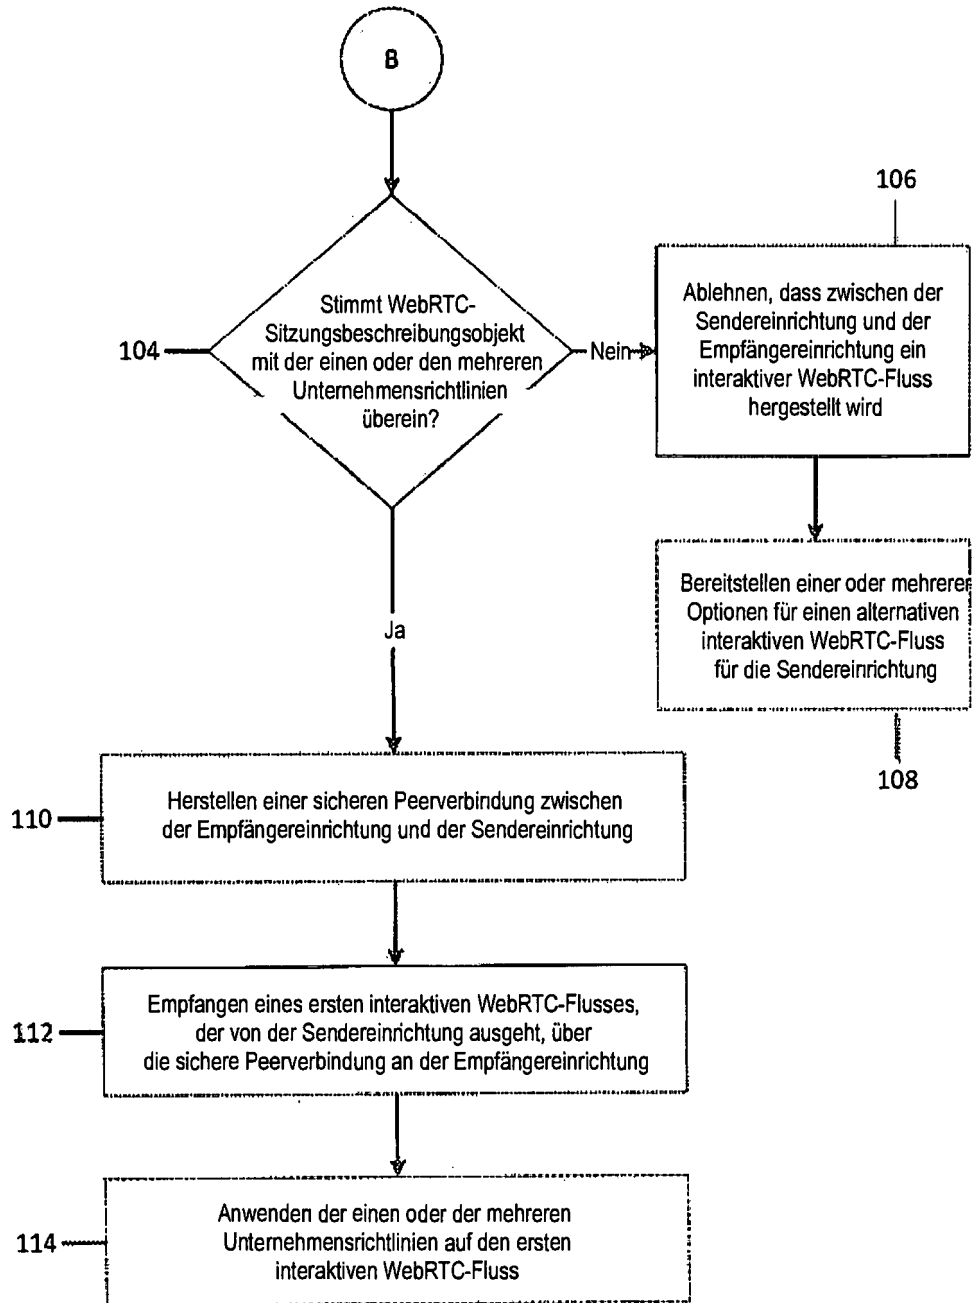 B
106
Stimmt WebRTC-
Sitzungsbeschreibungsobjekt
mit der einen oder den mehreren
Unternehmensrichtlinien
überein?
104
Nein
Ablehnen, dass zwischen der
Sendereinrichtung und der
Empfängereinrichtung ein
interaktiver WebRTC-Fluss
hergestellt wird
Bereitstellen einer oder mehrerer
Optionen für einen alternativen
interaktiven WebRTC-Fluss
für die Sendereinrichtung
108
Ja
110
Herstellen einer sicheren Peerverbindung zwischen
der Empfängereinrichtung und der Sendereinrichtung
112
Empfangen eines ersten interaktiven WebRTC-Flusses,
der von der Sendereinrichtung ausgeht, über
die sichere Peerverbindung an der Empfängereinrichtung
114
Anwenden der einen oder der mehreren
Unternehmensrichtlinien auf den ersten
interaktiven WebRTC-Fluss